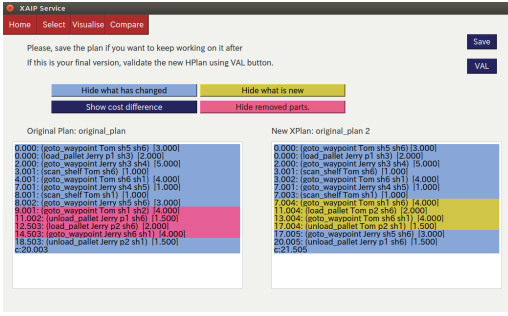 XAIP Service
Home Select Visualise Compare
Please, save the plan if you want to keep working on it after
If this is your final version, validate the new HPlan using VAL button.
Save
VAL
Hide what has changed
Hide what is new
Show cost difference
Hide removed parts.
Original Plan: original_plan
0.000: (goto_waypoint Tom sh5 sh6) [3.000]
0.000: (load_pallet Jerry p1 sh3) [2.000]
2.000: (goto_waypoint Jerry sh3 sh4) [5.000]
3.001: (scan_shelf Tom sh6) [1.000]
4.001: (goto_waypoint Tom sh6 sh1) [4.000]
7.001: (goto_waypoint Jerry sh4 sh5) [1.000]
8.001: (scan_shelf Tom sh1) [1.000]
8.002: (goto_waypoint Jerry sh5 sh6) [3.000]
9.001: (goto_waypoint Tom sh1 sh2) [4.000]
11.002: (unload_pallet Jerry p1 sh6) [1.500]
12.503: (load_pallet Jerry p2 sh6) [2.000]
14.503: (goto_waypoint Jerry sh6 sh1) [4.000]
18.503: (unload_pallet Jerry p2 sh1) [1.500]
c:20.003
New XPlan: original_plan 2
0.000: (goto_waypoint Tom sh5 sh6) [3.000]
0.000: (load_pallet Jerry p1 sh3) [2.000]
2.000: (goto_waypoint Jerry sh3 sh4) [5.000]
3.001: (scan_shelf Tom sh6) [1.000]
3.002: (goto_waypoint Tom sh6 sh1) [4.000]
7.001: (goto_waypoint Jerry sh4 sh5) [1.000]
7.003: (scan_shelf Tom sh1) [1.000]
7.004: (goto_waypoint Tom sh1 sh6) [4.000]
11.004: (load_pallet Tom p2 sh6) [2.000]
13.004: (goto_waypoint Tom sh6 sh1) [4.000]
17.004: (unload_pallet Tom p2 sh1) [1.500]
17.005: (goto_waypoint Jerry sh5 sh6) [3.000]
20.005: (unload_pallet Jerry p1 sh6) [1.500]
c:21.505